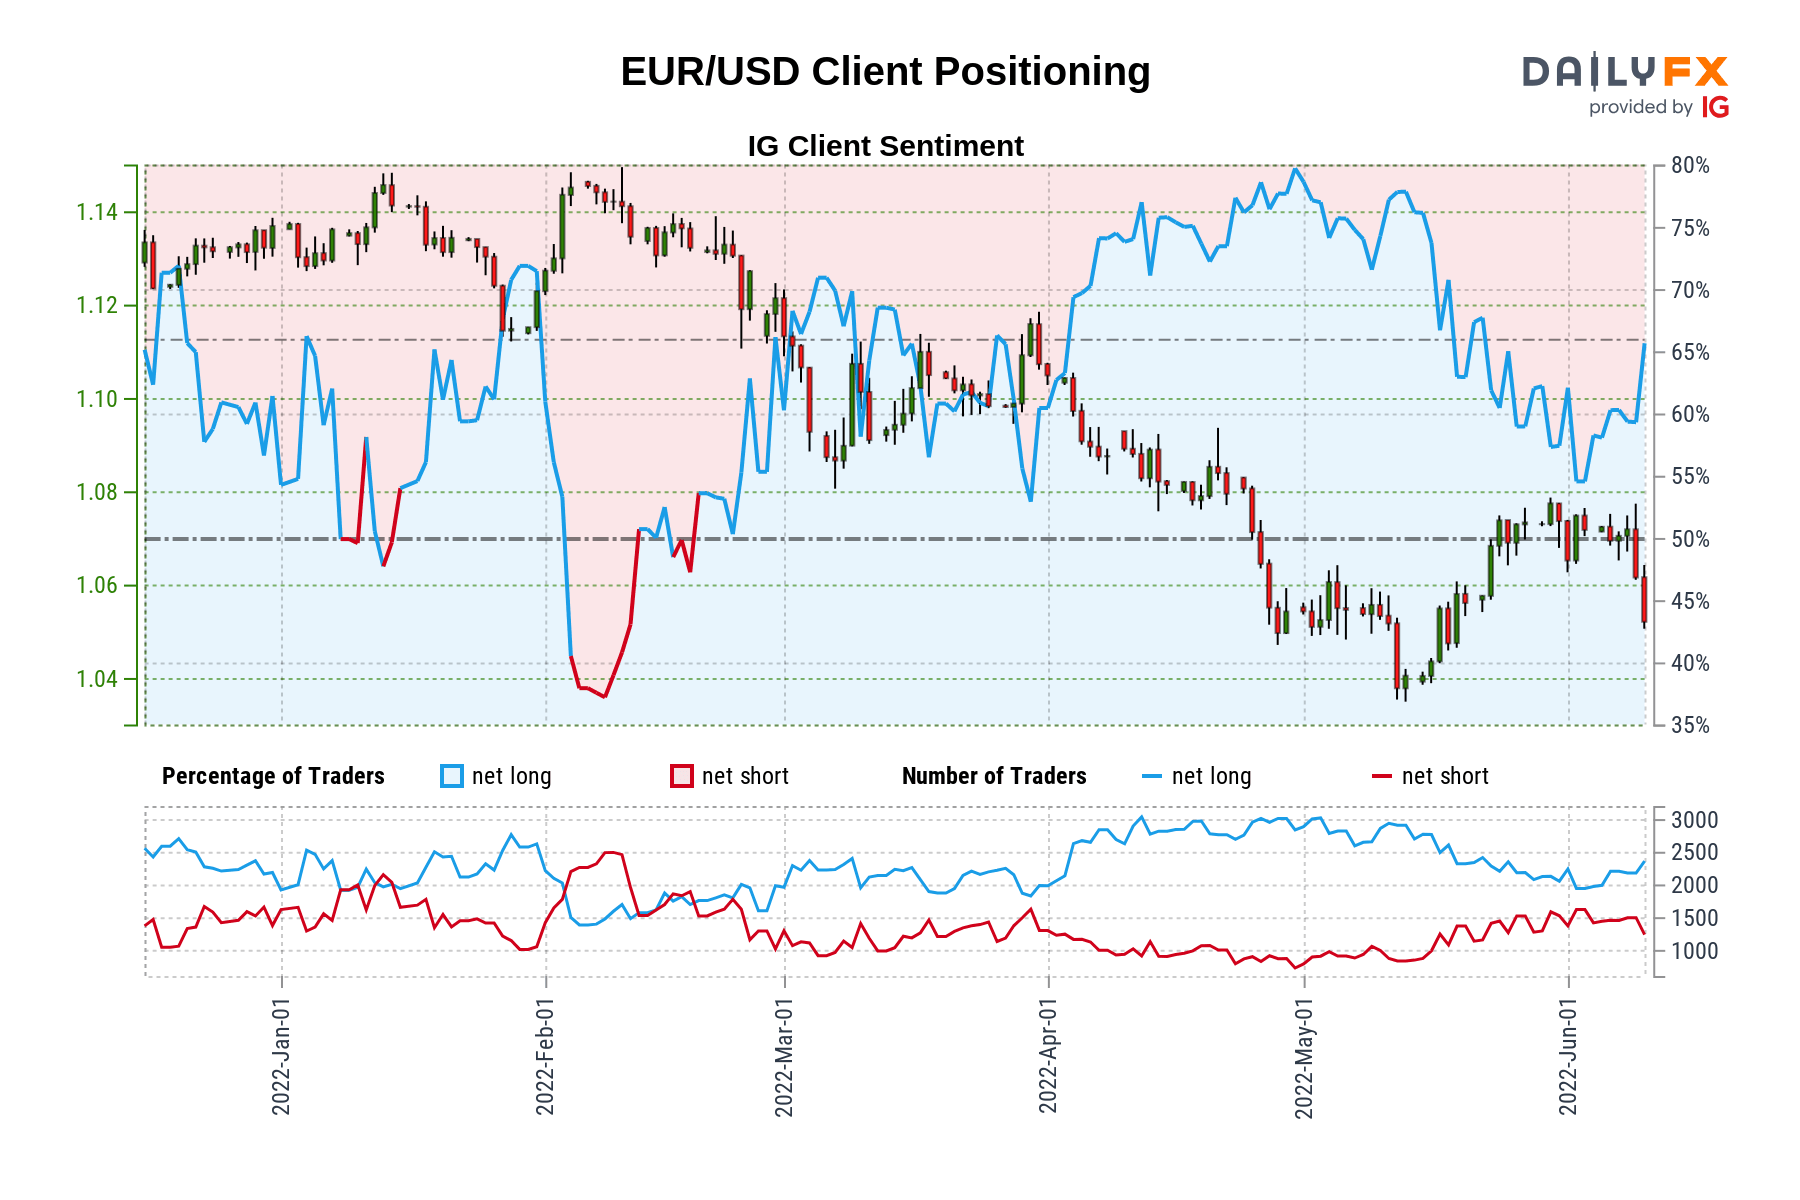 EUR/USD Client Positioning
DAILYFX
provided by IG
IG Client Sentiment
1.14
1.12
1.10
1.08
1.06
1.04
80%
75%
70%
65%
60%
55%
50%
45%
40%
35%
Percentage of Traders net long net short Number of Traders net long net short
3000
2500
2000
1500
1000
2022-Jan-01
2022-Feb-01
2022-Mar-01
2022-Apr-01
2022-May-01
2022-Jun-01